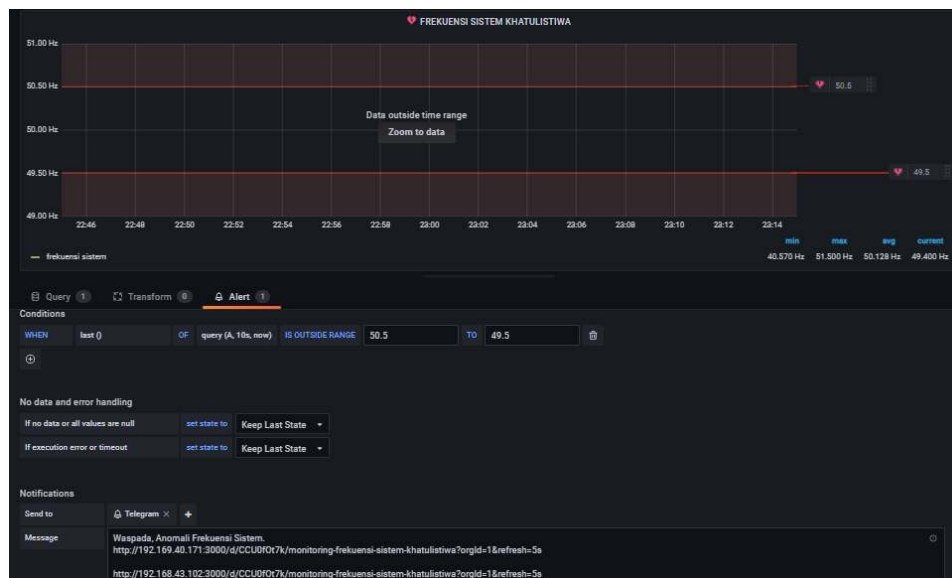 FREKUENSI SISTEM KHATULISTIWA
51.00 Hz
50.50 Hz
50.5
Data outside time range
50.00 Hz
Zoom to data
49.50 Hz
49.5
49.00 Hz
22:46 22:48 22:50 22:52 22:54 22:56 22:58 23:00 23:02 23:04 23:06 23:08 23:10 23:12 23:14
min max avg current
frekuensi sistem 40.570 Hz 51.500 Hz 50.128 Hz 49.400 Hz
Query 1 Transform 0 Alert 1
Conditions
WHEN last () OF query (A, 10s, now) IS OUTSIDE RANGE 50.5 TO 49.5
No data and error handling
If no data or all values are null set state to Keep Last State
If execution error or timeout set state to Keep Last State
Notifications
Send to Telegram × +
Message Waspada, Anomali Frekuensi Sistem.
http://192.169.40.171:3000/d/CCU0fOt7k/monitoring-frekuensi-sistem-khatulistiwa?orgId=1&refresh=5s
http://192.168.43.102:3000/d/CCU0fOt7k/monitoring-frekuensi-sistem-khatulistiwa?orgId=1&refresh=5s